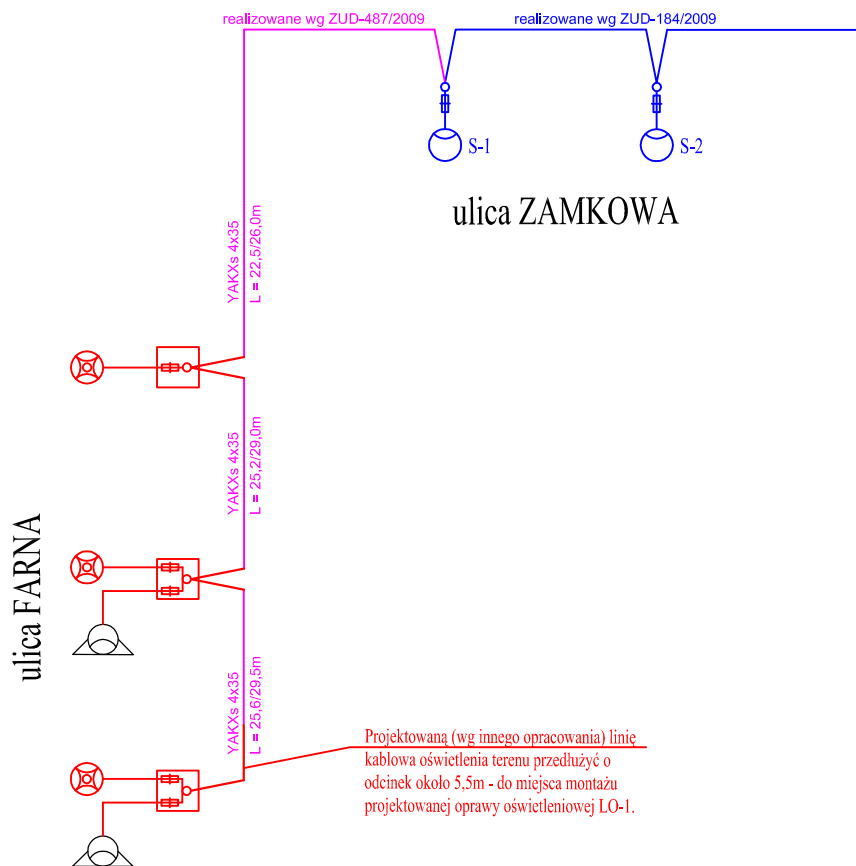 realizowane wg ZUD-487/2009
realizowane wg ZUD-184/2009
S-1
S-2
ulica ZAMKOWA
YAKXs 4x35
L = 22,5/26,0m
YAKXs 4x35
L = 25,2/29,0m
ulica FARNA
YAKXs 4x35
L = 25,6/29,5m
Projektowaną (wg innego opracowania) linię
kablowa oświetlenia terenu przedłużyć o
odcinek około 5,5m - do miejsca montażu
projektowanej oprawy oświetleniowej LO-1.